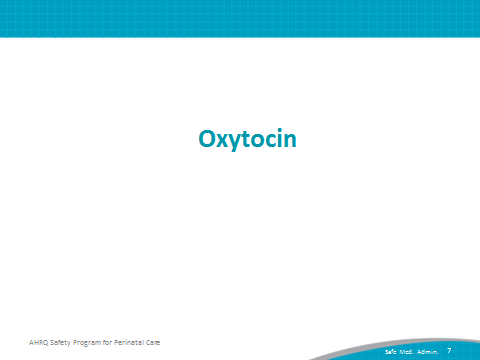 Oxytocin
AHRQ Safety Program for Perinatal Care
Safe Med. Admin. 7